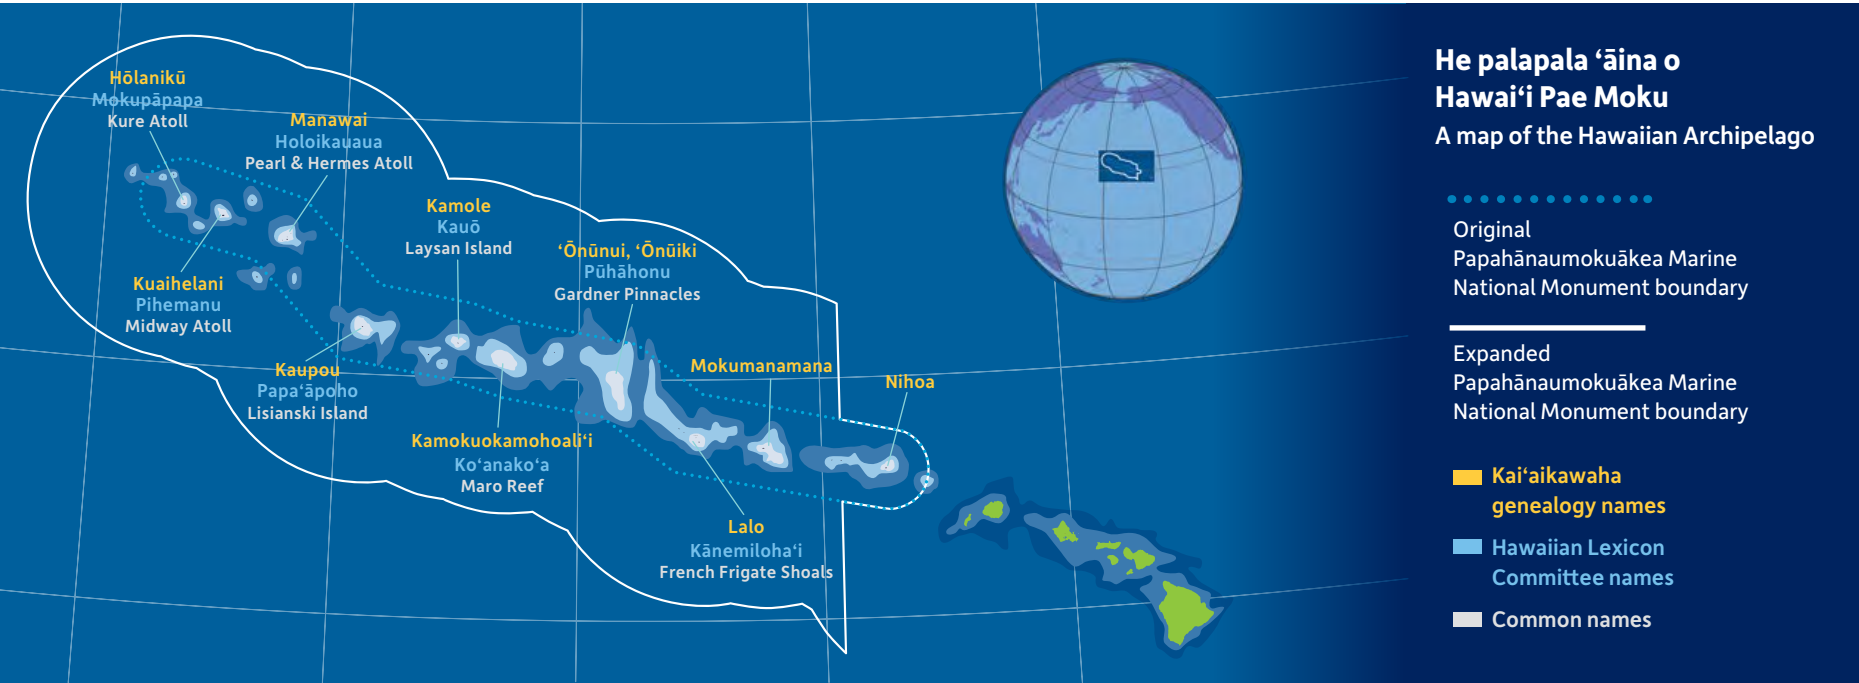 Hōlanikū
Mokupāpapa
Kure Atoll
Manawai
Holoikauaua
Pearl & Hermes Atoll
Kamole
Kauō
Laysan Island
ʻŌnūnui, ʻŌnūiki
Pūhāhonu
Gardner Pinnacles
Kuaihelani
Pihemanu
Midway Atoll
Kaupou
Papaʻāpoho
Lisianski Island
Mokumanamana
Nihoa
Kamokuokamohoaliʻi
Koʻanakoʻa
Maro Reef
Lalo
Kānemilohaʻi
French Frigate Shoals
He palapala ʻāina o
Hawaiʻi Pae Moku
A map of the Hawaiian Archipelago
Original
Papahānaumokuākea Marine
National Monument boundary
Expanded
Papahānaumokuākea Marine
National Monument boundary
Kaiʻaikawaha
genealogy names
Hawaiian Lexicon
Committee names
Common names